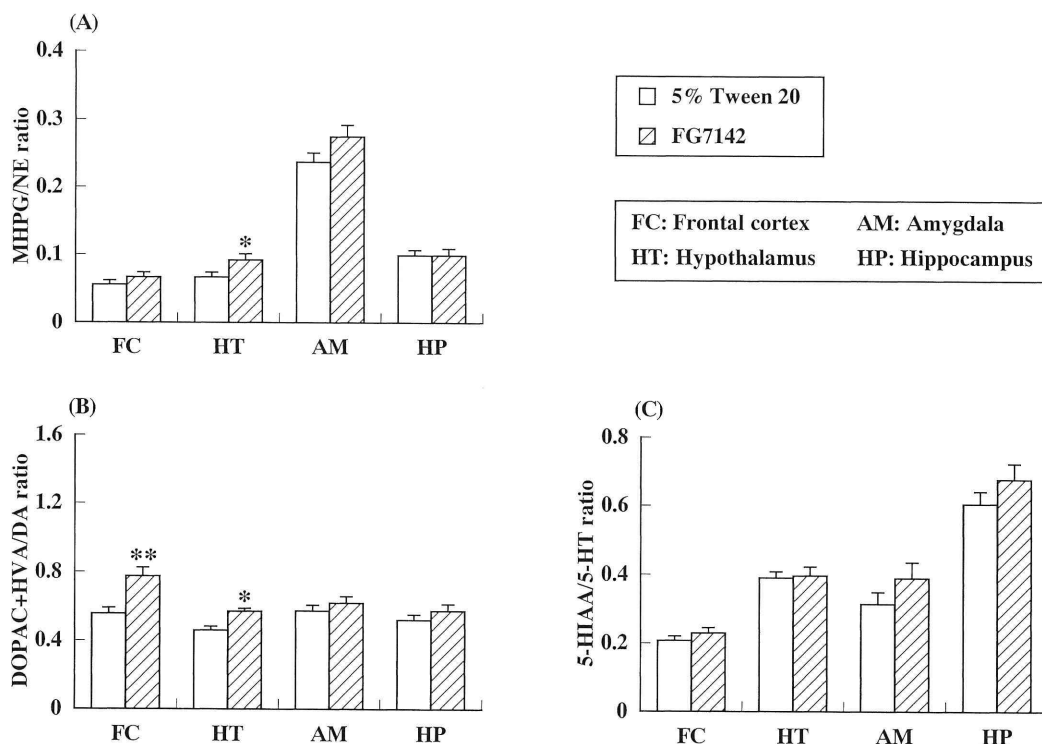 (A)
MHPG/NE ratio
0.4
0.3
0.2
0.1
0
*
FC HT AM HP
5% Tween 20
FG7142
FC: Frontal cortex AM: Amygdala
HT: Hypothalamus HP: Hippocampus
(B)
DOPAC+HVA/DA ratio
1.6
1.2
0.8
0.4
0
**
*
FC HT AM HP
(C)
5-HIAA/5-HT ratio
0.8
0.6
0.4
0.2
0
FC HT AM HP